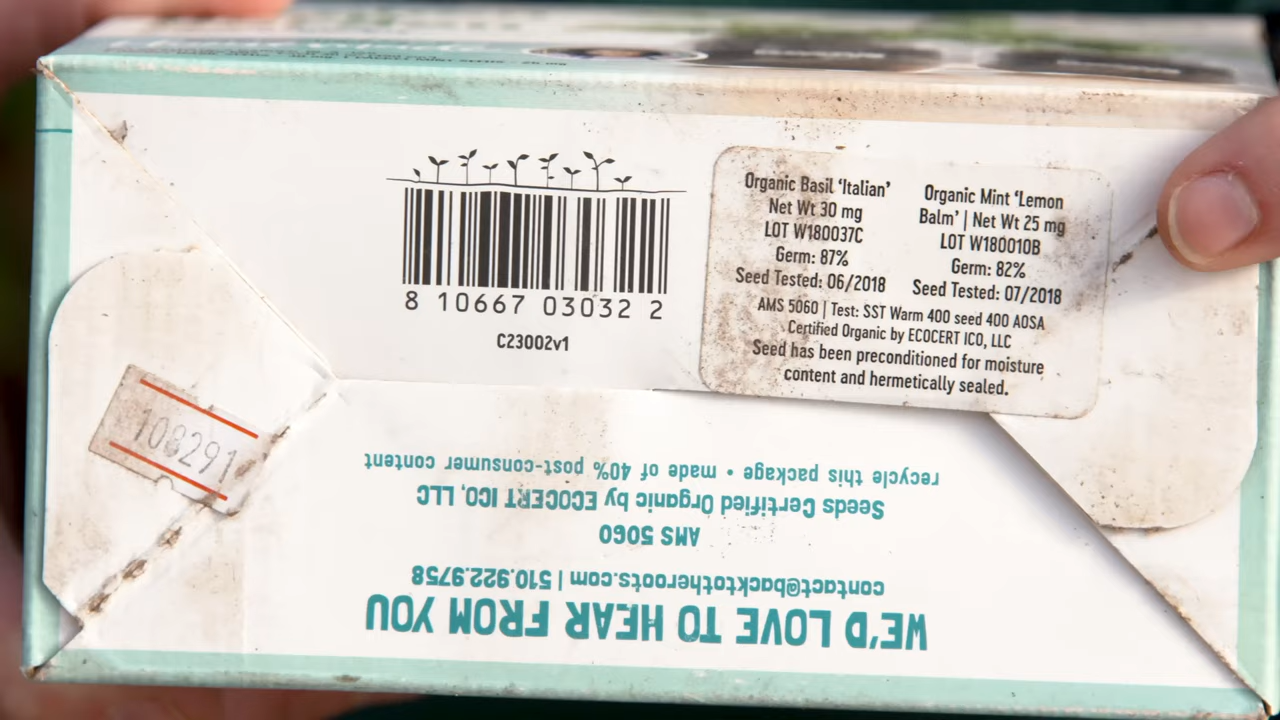 8 10667 03032 2
C23002v1
Organic Basil ‘Italian’
Net Wt 30 mg
LOT W180037C
Germ: 87%
Seed Tested: 06/2018
Organic Mint ‘Lemon
Balm’ | Net Wt 25 mg
LOT W180010B
Germ: 82%
Seed Tested: 07/2018
AMS 5060 | Test: SST Warm 400 seed 400 AOSA
Certified Organic by ECOCERT ICO, LLC
Seed has been preconditioned for moisture
content and hermetically sealed.
108291
WE'D LOVE TO HEAR FROM YOU
contact@backtotheroots.com | 510.922.9758
AMS 5060
Seeds Certified Organic by ECOCERT ICO, LLC
recycle this package • made of 40% post-consumer content